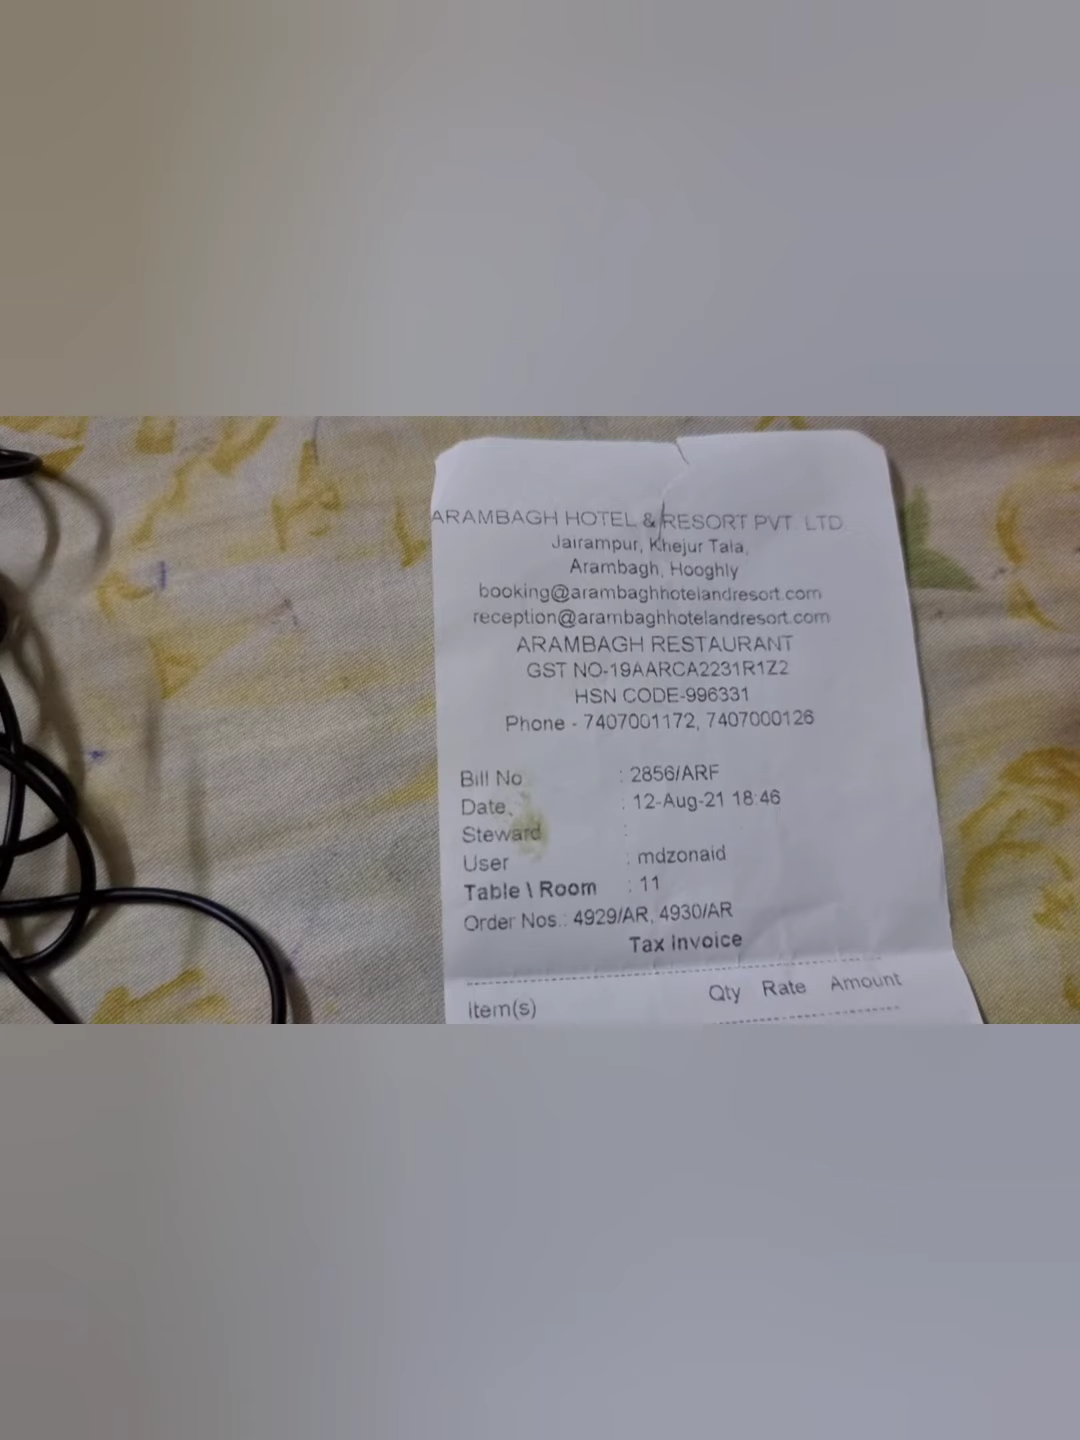 ARAMBAGH HOTEL & RESORT PVT. LTD.
Jairampur, Khejur Tala,
Arambagh, Hooghly
booking@arambaghhotelandresort.com
reception@arambaghhotelandresort.com
ARAMBAGH RESTAURANT
GST NO-19AARCA2231R1Z2
HSN CODE-996331
Phone - 7407001172, 7407000126
Bill No : 2856/ARF
Date : 12-Aug-21 18:46
Steward :
User : mdzonaid
Table \ Room : 11
Order Nos.: 4929/AR, 4930/AR
Tax Invoice
Item(s) Qty Rate Amount